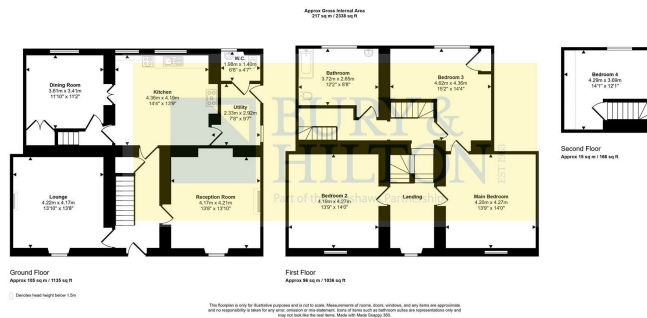 Approx Gross Internal Area
217 sq m / 2338 sq ft
Dining Room
3.61m x 3.41m
11'10" x 11'2"
Kitchen
4.36m x 4.19m
14'4" x 13'9"
W.C.
1.98m x 1.40m
6'6" x 4'7"
Utility
2.33m x 2.92m
7'8" x 9'7"
Lounge
4.22m x 4.17m
13'10" x 13'8"
Reception Room
4.17m x 4.21m
13'8" x 13'10"
Ground Floor
Approx 105 sq m / 1135 sq ft
Denotes head height below 1.5m
Bathroom
3.72m x 2.65m
12'2" x 8'8"
Bedroom 3
4.62m x 4.36m
15'2" x 14'4"
Bedroom 2
4.19m x 4.27m
13'9" x 14'0"
Landing
Main Bedroom
4.20m x 4.27m
13'9" x 14'0"
First Floor
Approx 96 sq m / 1036 sq ft
Bedroom 4
4.29m x 3.69m
14'1" x 12'1"
Second Floor
Approx 15 sq m / 166 sq ft
BURY &
HILTON
EST 1925
Part of the Bagshaws Partnership
This floorplan is only for illustrative purposes and is not to scale. Measurements of rooms, doors, windows, and any items are approximate
and no responsibility is taken for any error, omission or mis-statement. Icons of items such as bathroom suites are representations only and
may not look like the real items. Made with Made Snappy 360.